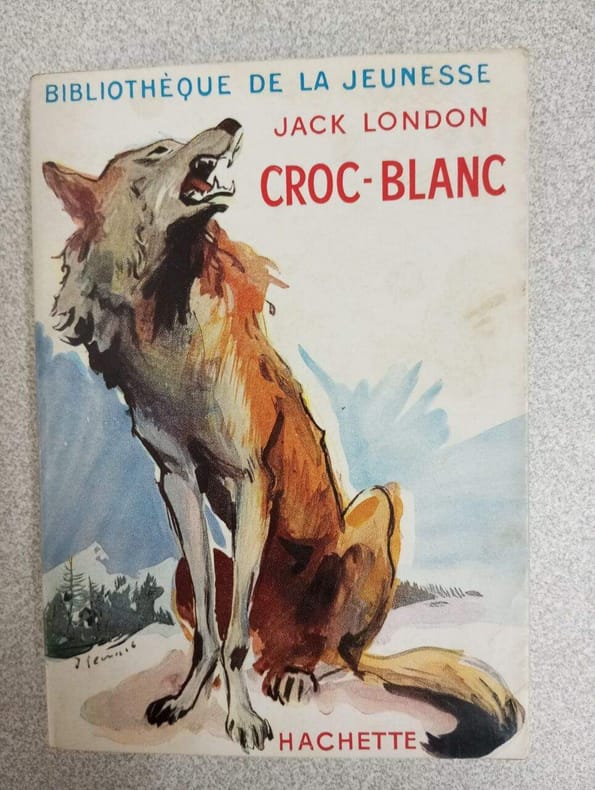 BIBLIOTHÈQUE DE LA JEUNESSE
JACK LONDON
CROC-BLANC
HACHETTE